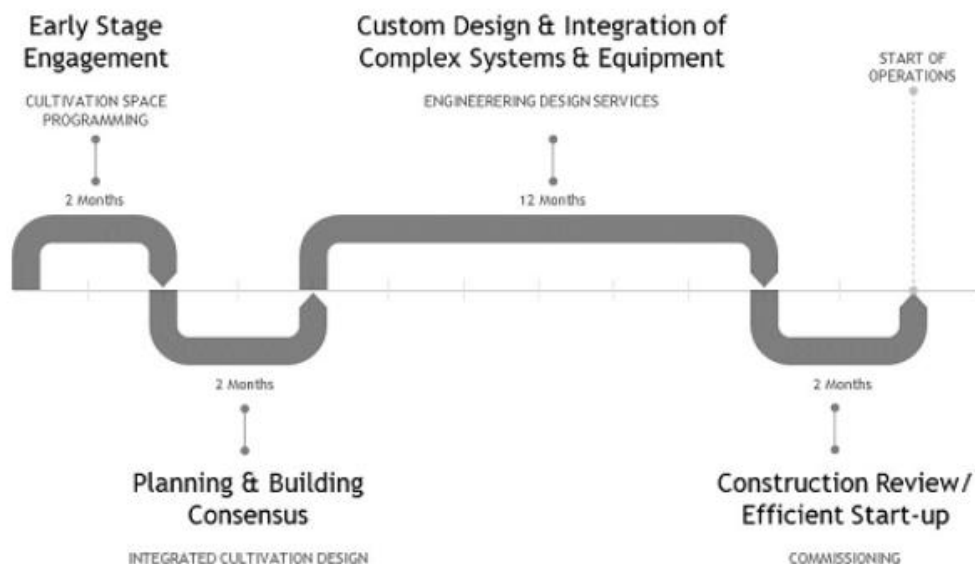 Early Stage
Engagement
CULTIVATION SPACE
PROGRAMMING
2 Months
Custom Design & Integration of
Complex Systems & Equipment
ENGINEERERING DESIGN SERVICES
12 Months
START OF
OPERATIONS
2 Months
Planning & Building
Consensus
INTEGRATED CULTIVATION DESIGN
2 Months
Construction Review/
Efficient Start-up
COMMISSIONING